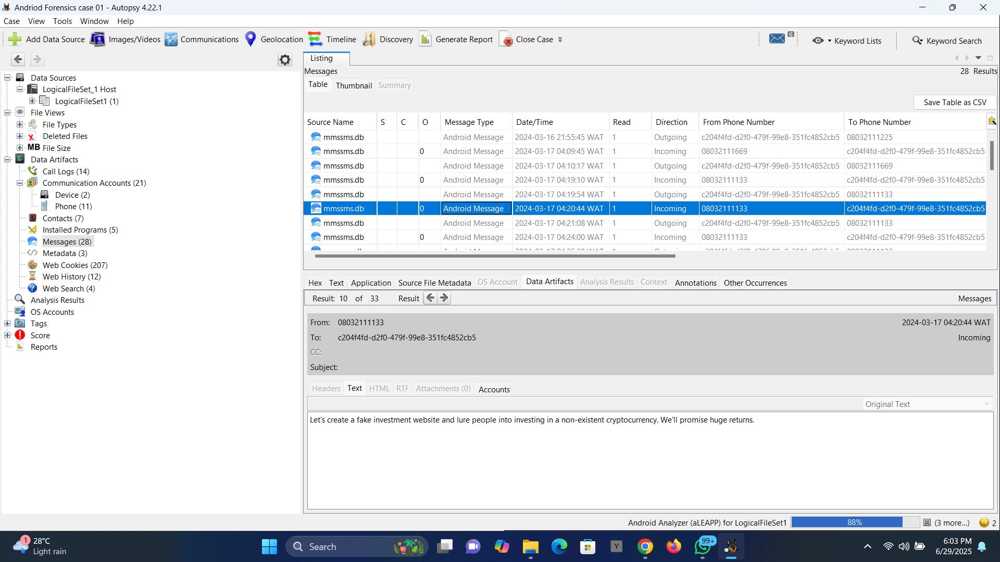 Andriod Forensics case 01 - Autopsy 4.22.1
Case View Tools Window Help
Add Data Source Images/Videos Communications Geolocation Timeline Discovery Generate Report Close Case 6 Keyword Lists Keyword Search
Listing
Messages 28 Results
Table Thumbnail Summary
Save Table as CSV
Source Name S C O Message Type Date/Time Read Direction From Phone Number To Phone Number
mmssms.db Android Message 2024-03-16 21:55:45 WAT 1 Outgoing c204f4fd-d2f0-479f-99e8-351fc4852cb5 08032111225
mmssms.db 0 Android Message 2024-03-17 04:09:45 WAT 1 Incoming 08032111669 c204f4fd-d2f0-479f-99e8-351fc4852cb5
mmssms.db Android Message 2024-03-17 04:10:17 WAT 1 Outgoing c204f4fd-d2f0-479f-99e8-351fc4852cb5 08032111669
mmssms.db 0 Android Message 2024-03-17 04:19:10 WAT 1 Incoming 08032111133 c204f4fd-d2f0-479f-99e8-351fc4852cb5
mmssms.db Android Message 2024-03-17 04:19:54 WAT 1 Outgoing c204f4fd-d2f0-479f-99e8-351fc4852cb5 08032111133
mmssms.db 0 Android Message 2024-03-17 04:20:44 WAT 1 Incoming 08032111133 c204f4fd-d2f0-479f-99e8-351fc4852cb5
mmssms.db Android Message 2024-03-17 04:21:08 WAT 1 Outgoing c204f4fd-d2f0-479f-99e8-351fc4852cb5 08032111133
mmssms.db 0 Android Message 2024-03-17 04:24:00 WAT 1 Incoming 08032111133 c204f4fd-d2f0-479f-99e8-351fc4852cb5
Data Sources
LogicalFileSet_1 Host
LogicalFileSet1 (1)
File Views
File Types
Deleted Files
MB File Size
Data Artifacts
Call Logs (14)
Communication Accounts (21)
Device (2)
Phone (11)
Contacts (7)
Installed Programs (5)
Messages (28)
Metadata (3)
Web Cookies (207)
Web History (12)
Web Search (4)
Analysis Results
OS Accounts
Tags
Score
Reports
Hex Text Application Source File Metadata OS Account Data Artifacts Analysis Results Context Annotations Other Occurrences
Result: 10 of 33 Result Messages
From: 08032111133 2024-03-17 04:20:44 WAT
To: c204f4fd-d2f0-479f-99e8-351fc4852cb5 Incoming
CC:
Subject:
Headers Text HTML RTF Attachments (0) Accounts
Original Text
Let's create a fake investment website and lure people into investing in a non-existent cryptocurrency. We'll promise huge returns.
Android Analyzer (aLEAPP) for LogicalFileSet1 88% (3 more...) 2
1 28°C
Light rain
Search
Y
99+
6:03 PM
6/29/2025